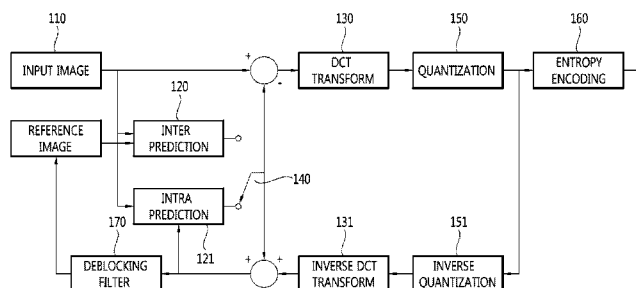 110
130
150
160
+
-
INPUT IMAGE
DCT
TRANSFORM
QUANTIZATION
ENTROPY
ENCODING
120
REFERENCE
IMAGE
INTER
PREDICTION
140
INTRA
PREDICTION
170
121
131
151
+
+
DEBLOCKING
FILTER
INVERSE DCT
TRANSFORM
INVERSE
QUANTIZATION